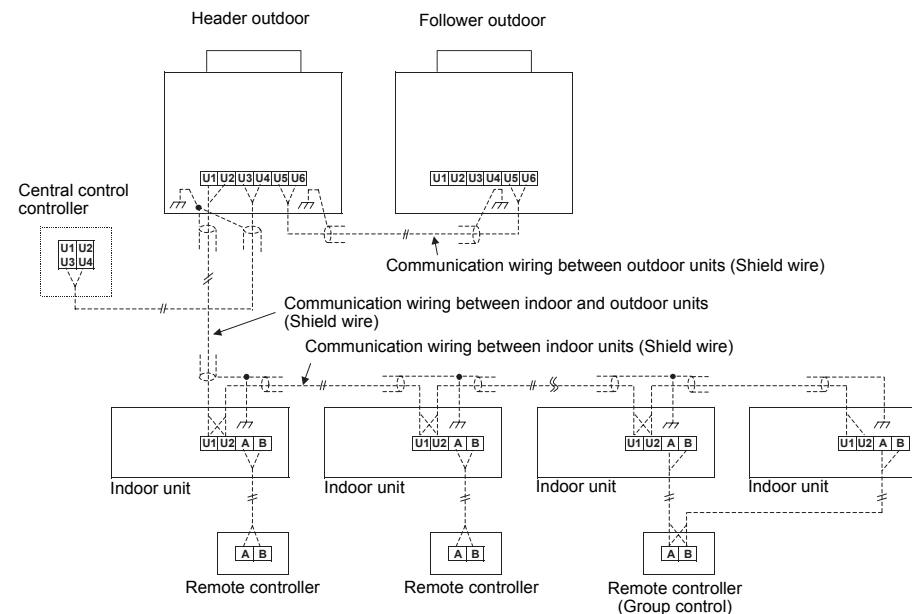 Header outdoor
Follower outdoor
U1 U2 U3 U4 U5 U6
U1 U2 U3 U4 U5 U6
Central control
controller
U1 U2
U3 U4
Communication wiring between outdoor units (Shield wire)
Communication wiring between indoor and outdoor units
(Shield wire)
Communication wiring between indoor units (Shield wire)
U1 U2 A B
U1 U2 A B
U1 U2 A B
U1 U2 A B
Indoor unit
Indoor unit
Indoor unit
Indoor unit
A B
A B
A B
Remote controller
Remote controller
Remote controller
(Group control)